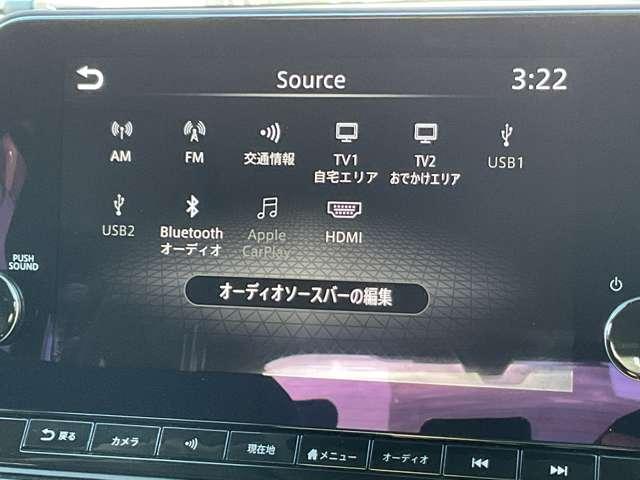 Source
3:22
AM
FM
交通情報
TV1
自宅エリア
TV2
おでかけエリア
USB1
USB2
Bluetooth
オーディオ
Apple
CarPlay
HDMI
PUSH
SOUND
オーディオソースバーの編集
戻る
カメラ
現在地
メニュー
オーディオ